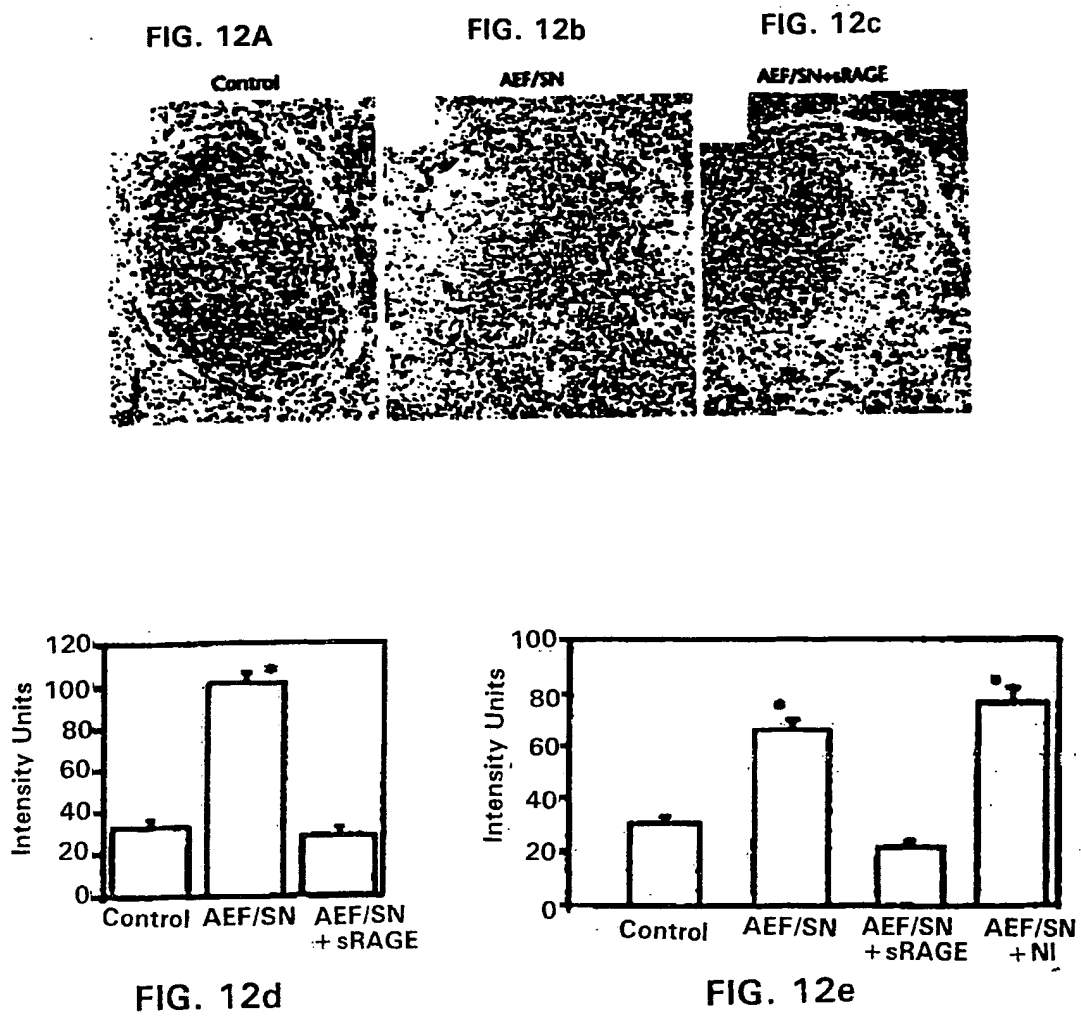 FIG. 12A
FIG. 12b
FIG. 12c
Control
AEF/SN
AEF/SN+sRAGE
Intensity Units
120
100
80
60
40
20
0
*
Control
AEF/SN
AEF/SN
+ sRAGE
FIG. 12d
Intensity Units
100
80
60
40
20
0
*
*
Control
AEF/SN
AEF/SN
+sRAGE
AEF/SN
+NI
FIG. 12e